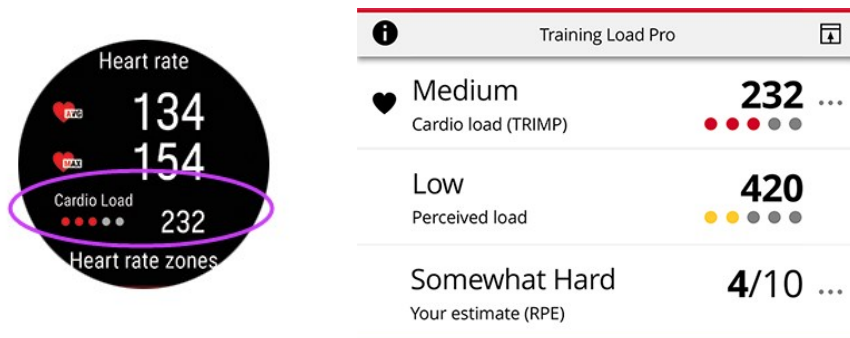 Heart rate
AVG 134
MAX 154
Cardio Load
232
Heart rate zones
Training Load Pro
Medium 232
Cardio load (TRIMP)
Low 420
Perceived load
Somewhat Hard 4/10
Your estimate (RPE)